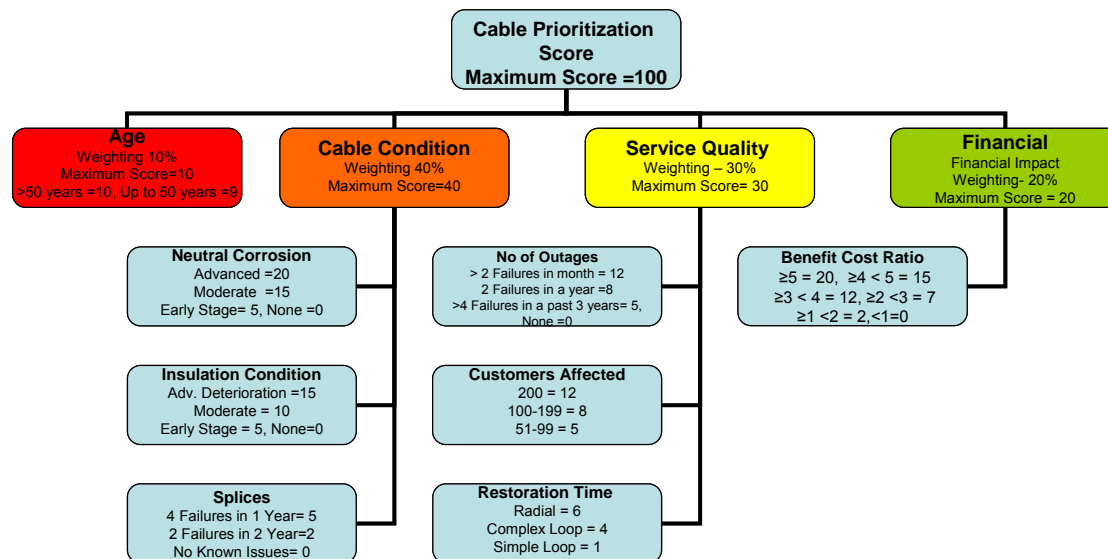 Cable Prioritization
Score
Maximum Score =100
Age
Weighting 10%
Maximum Score=10
>50 years =10, Up to 50 years =9
Cable Condition
Weighting 40%
Maximum Score=40
Service Quality
Weighting – 30%
Maximum Score= 30
Financial
Financial Impact
Weighting- 20%
Maximum Score = 20
Neutral Corrosion
Advanced =20
Moderate =15
Early Stage= 5, None =0
No of Outages
> 2 Failures in month = 12
2 Failures in a year =8
>4 Failures in a past 3 years= 5,
None =0
Benefit Cost Ratio
≥5 = 20, ≥4 < 5 = 15
≥3 < 4 = 12, ≥2 <3 = 7
≥1 <2 = 2,<1=0
Insulation Condition
Adv. Deterioration =15
Moderate = 10
Early Stage = 5, None=0
Customers Affected
200 = 12
100-199 = 8
51-99 = 5
Splices
4 Failures in 1 Year= 5
2 Failures in 2 Year=2
No Known Issues= 0
Restoration Time
Radial = 6
Complex Loop = 4
Simple Loop = 1